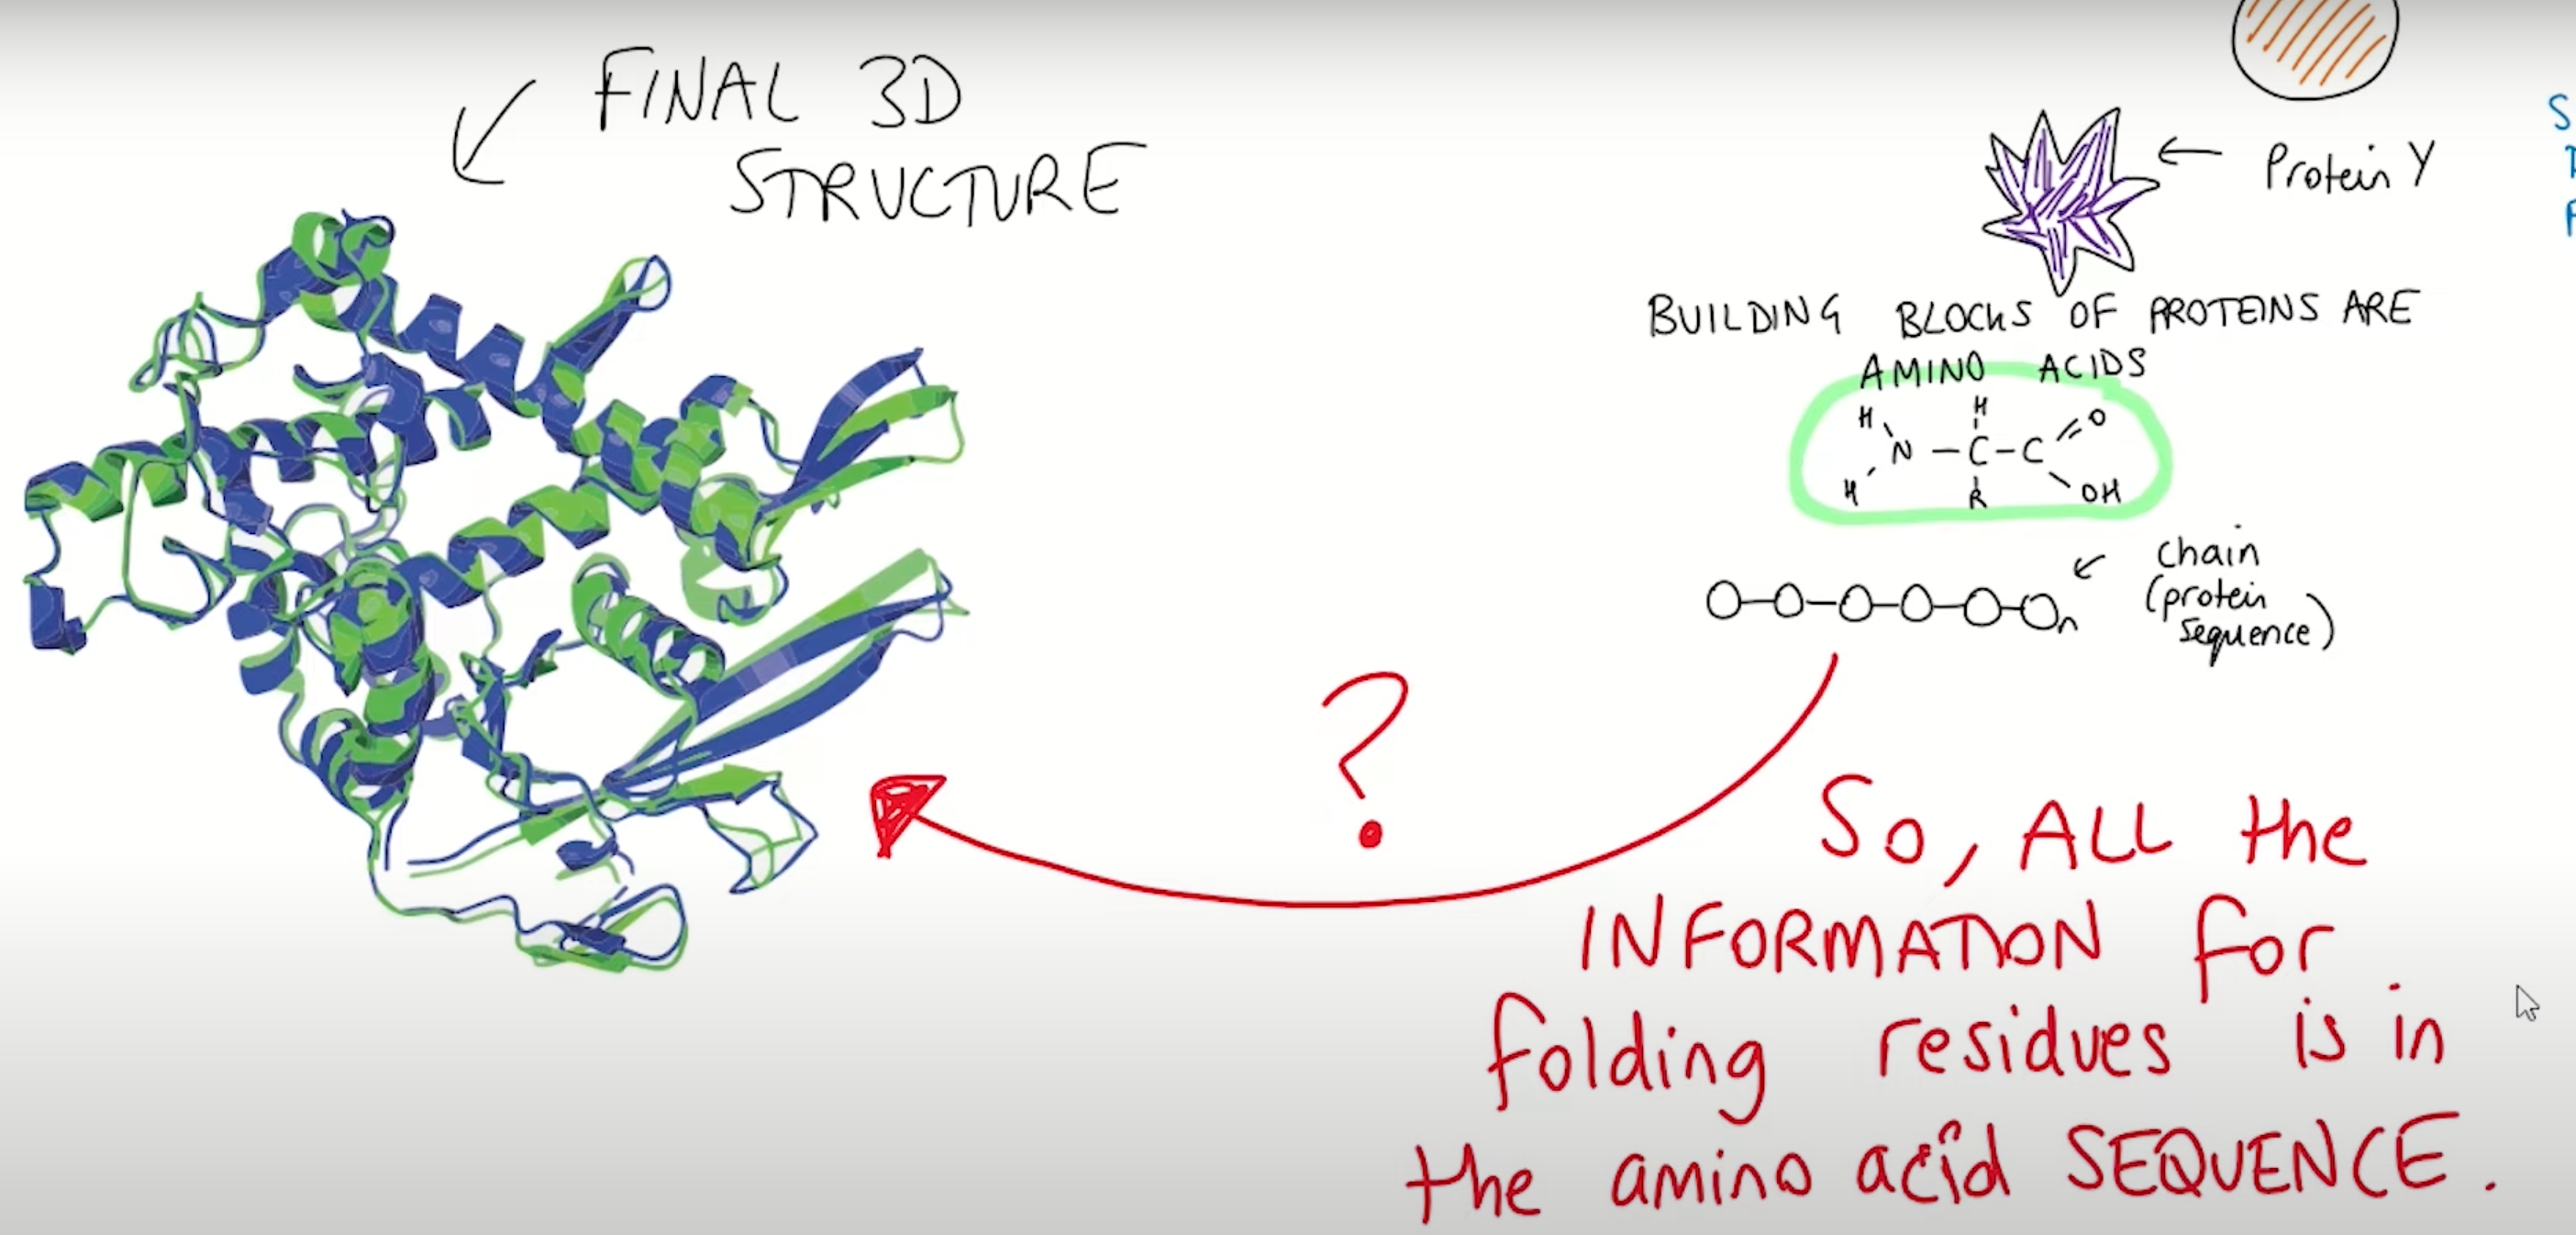 FINAL 3D
STRUCTURE
Protein Y
BUILDING BLOCKS OF PROTEINS ARE
AMINO ACIDS
H
H
N – C – C
O
H
R
OH
Chain
(protein
sequence)
n
?
So, ALL the
INFORMATION for
folding residues is in
the amino acid SEQUENCE.
S